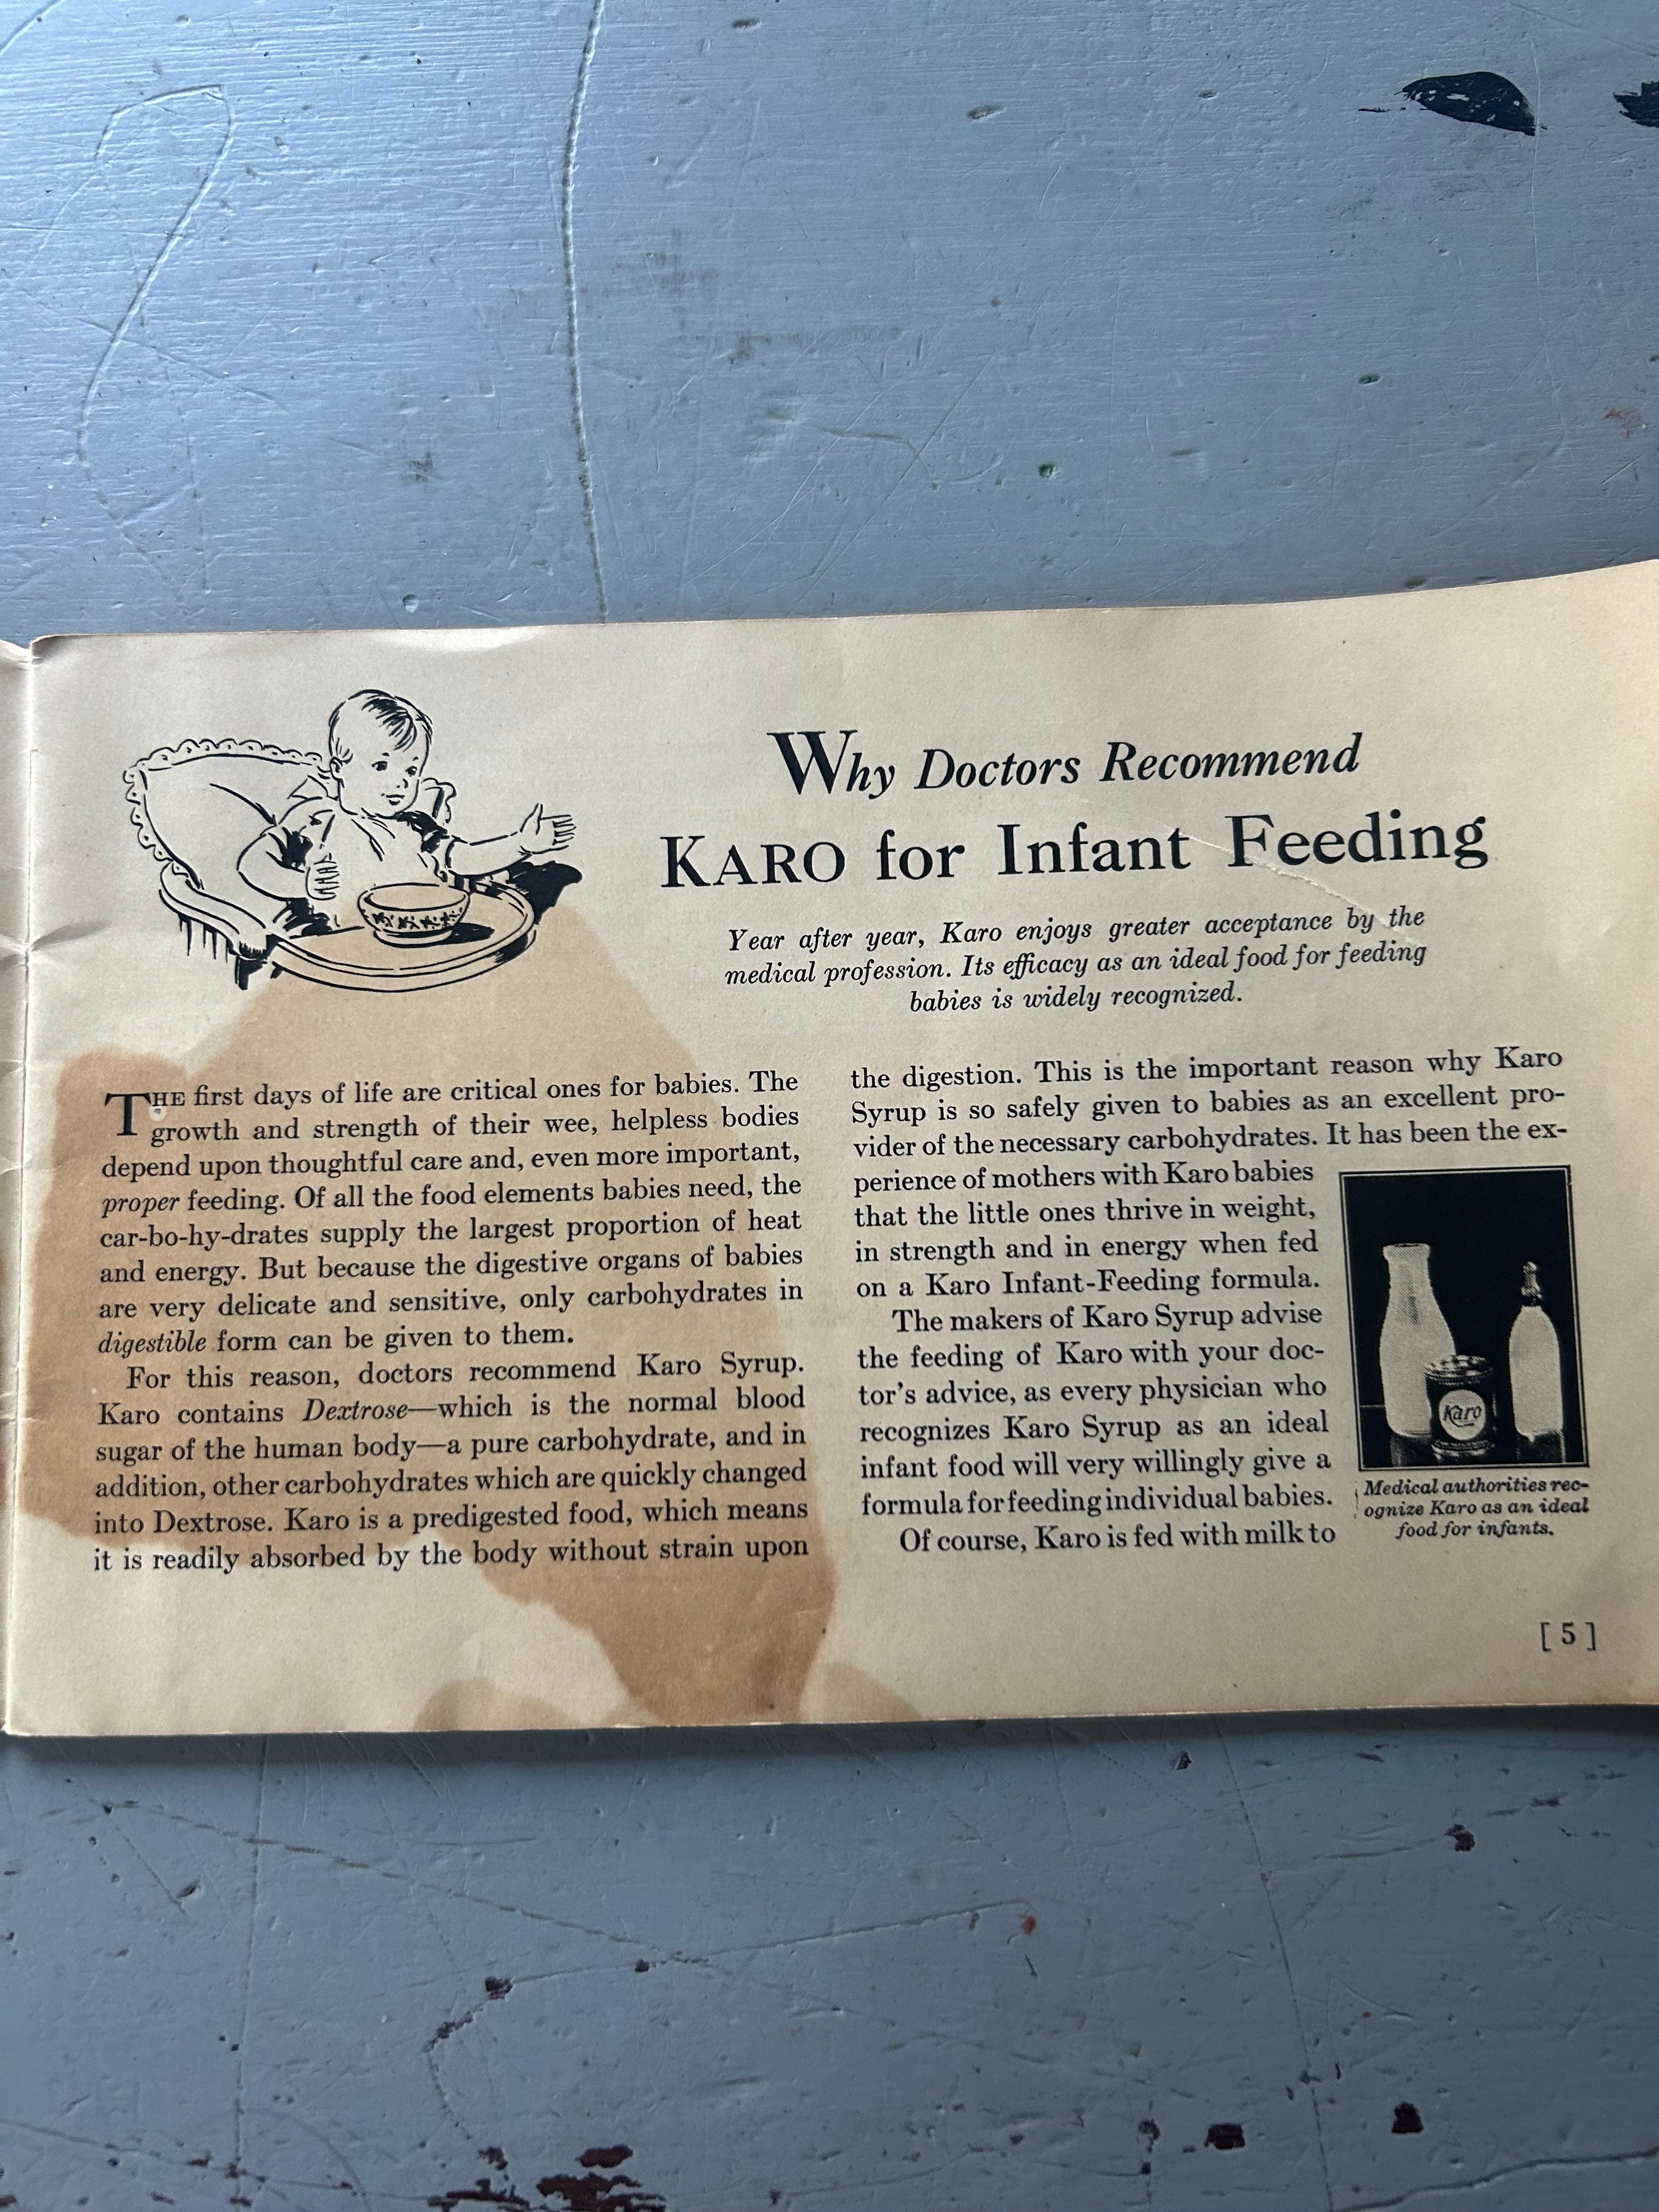 Why Doctors Recommend
KARO for Infant Feeding
Year after year, Karo enjoys greater acceptance by the
medical profession. Its efficacy as an ideal food for feeding
babies is widely recognized.
THE first days of life are critical ones for babies. The
growth and strength of their wee, helpless bodies
depend upon thoughtful care and, even more important,
proper feeding. Of all the food elements babies need, the
car-bo-hy-drates supply the largest proportion of heat
and energy. But because the digestive organs of babies
are very delicate and sensitive, only carbohydrates in
digestible form can be given to them.
For this reason, doctors recommend Karo Syrup.
Karo contains Dextrose—which is the normal blood
sugar of the human body—a pure carbohydrate, and in
addition, other carbohydrates which are quickly changed
into Dextrose. Karo is a predigested food, which means
it is readily absorbed by the body without strain upon
the digestion. This is the important reason why Karo
Syrup is so safely given to babies as an excellent pro-
vider of the necessary carbohydrates. It has been the ex-
perience of mothers with Karo babies
that the little ones thrive in weight,
in strength and in energy when fed
on a Karo Infant-Feeding formula.
The makers of Karo Syrup advise
the feeding of Karo with your doc-
tor's advice, as every physician who
recognizes Karo Syrup as an ideal
infant food will very willingly give a
formula for feeding individual babies.
Of course, Karo is fed with milk to
Karo
Medical authorities rec-
ognize Karo as an ideal
food for infants.
[ 5 ]